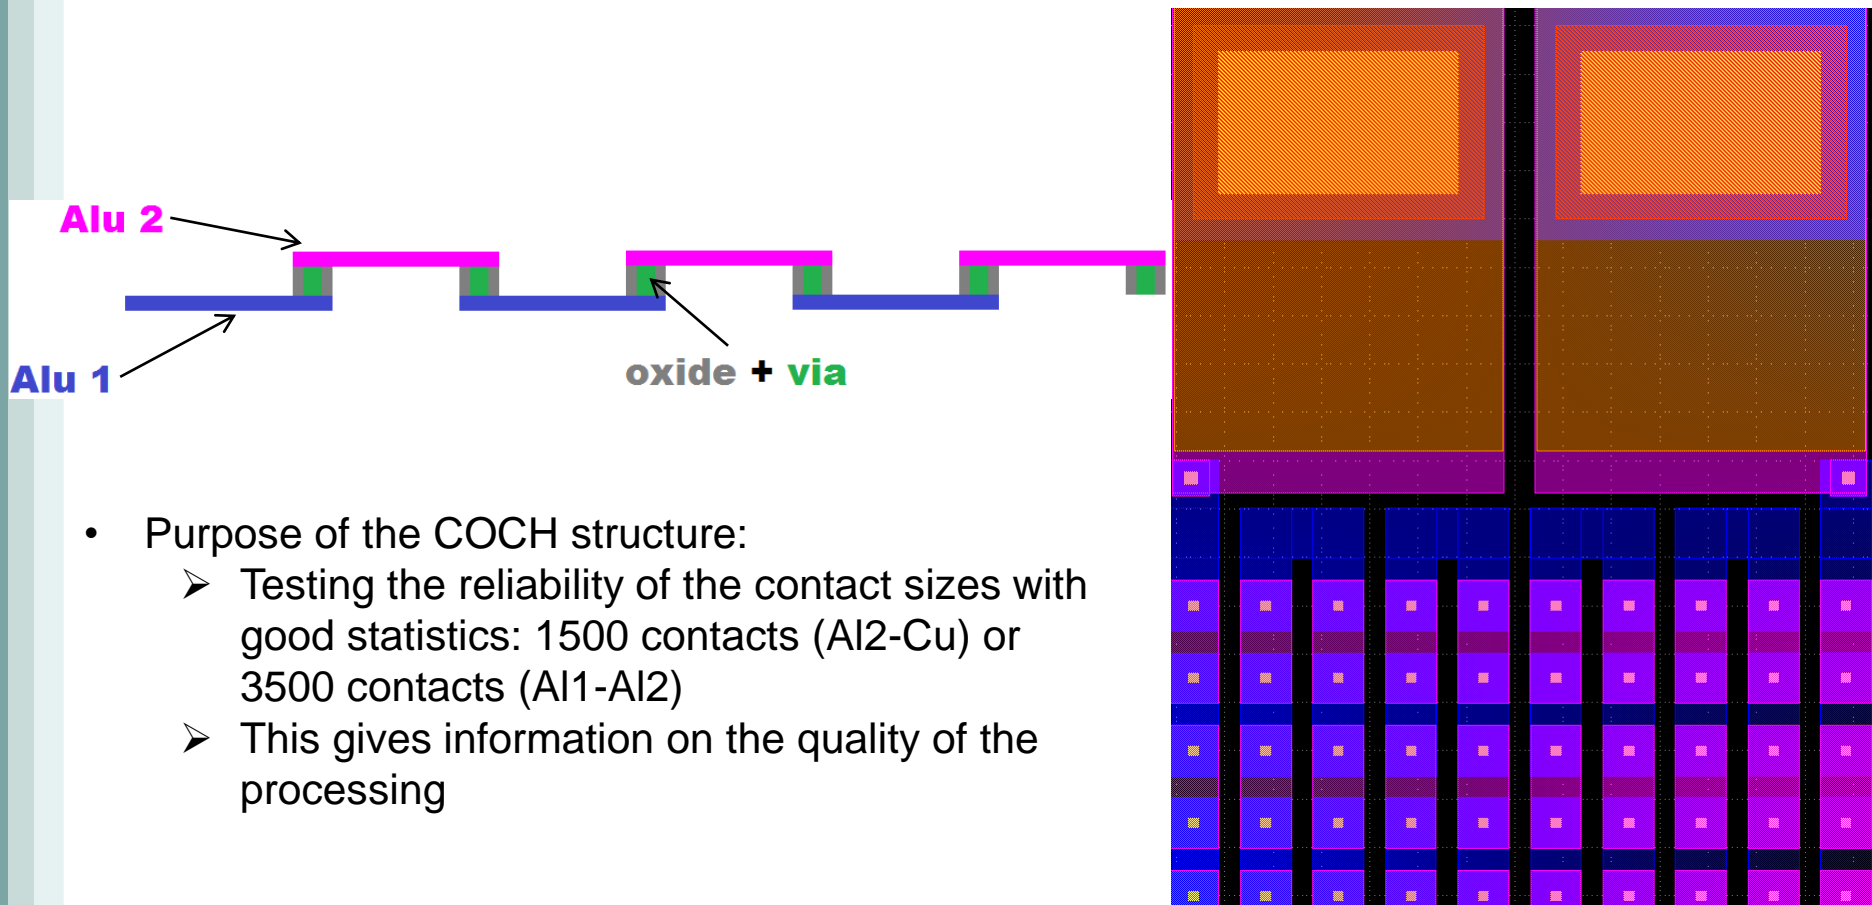 Alu 2
Alu 1
oxide + via
• Purpose of the COCH structure:
➢ Testing the reliability of the contact sizes with
good statistics: 1500 contacts (Al2-Cu) or
3500 contacts (Al1-Al2)
➢ This gives information on the quality of the
processing